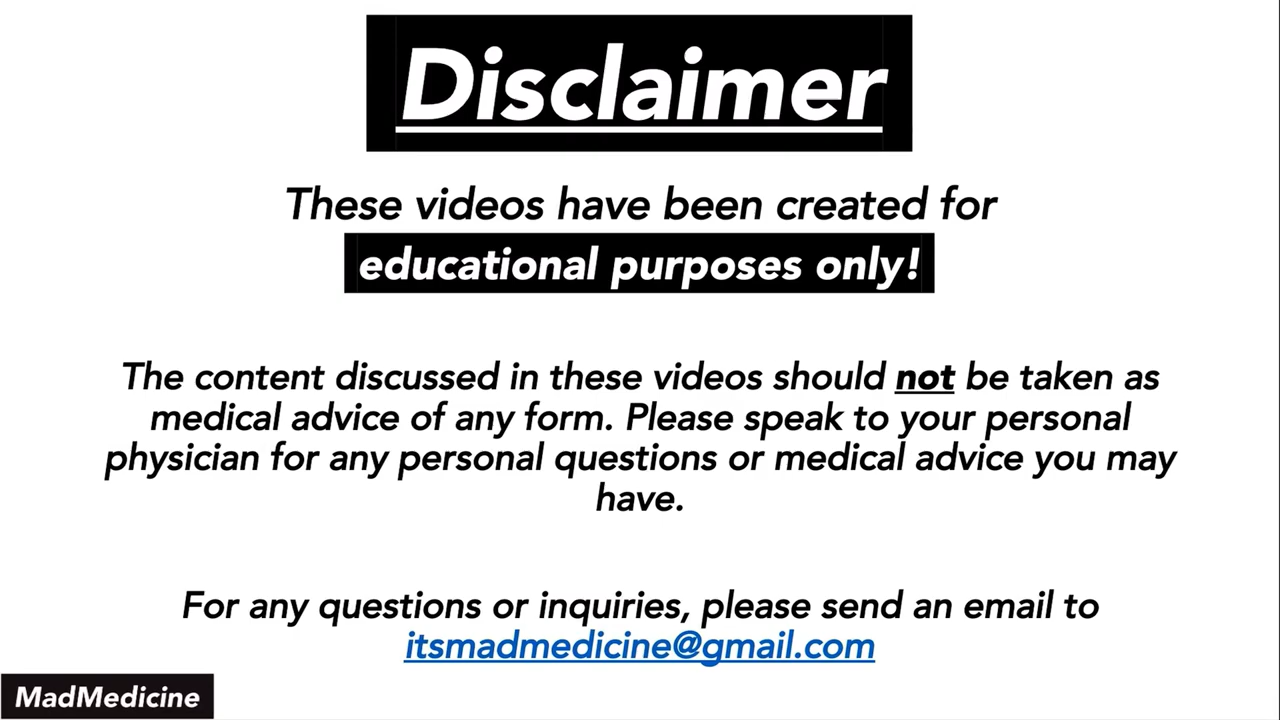 Disclaimer
These videos have been created for
educational purposes only!
The content discussed in these videos should not be taken as
medical advice of any form. Please speak to your personal
physician for any personal questions or medical advice you may
have.
For any questions or inquiries, please send an email to
itsmadmedicine@gmail.com
MadMedicine